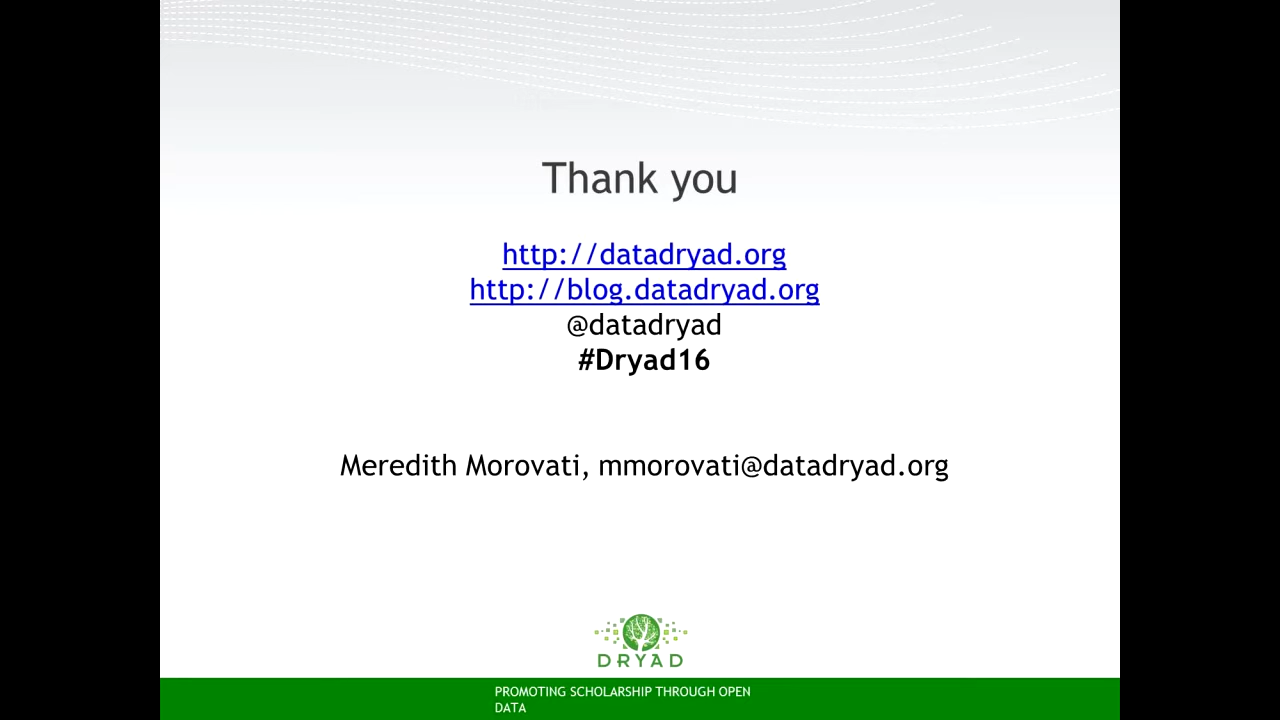 Thank you
http://datadryad.org
http://blog.datadryad.org
@datadryad
#Dryad16
Meredith Morovati, mmorovati@datadryad.org
DRYAD
PROMOTING SCHOLARSHIP THROUGH OPEN
DATA